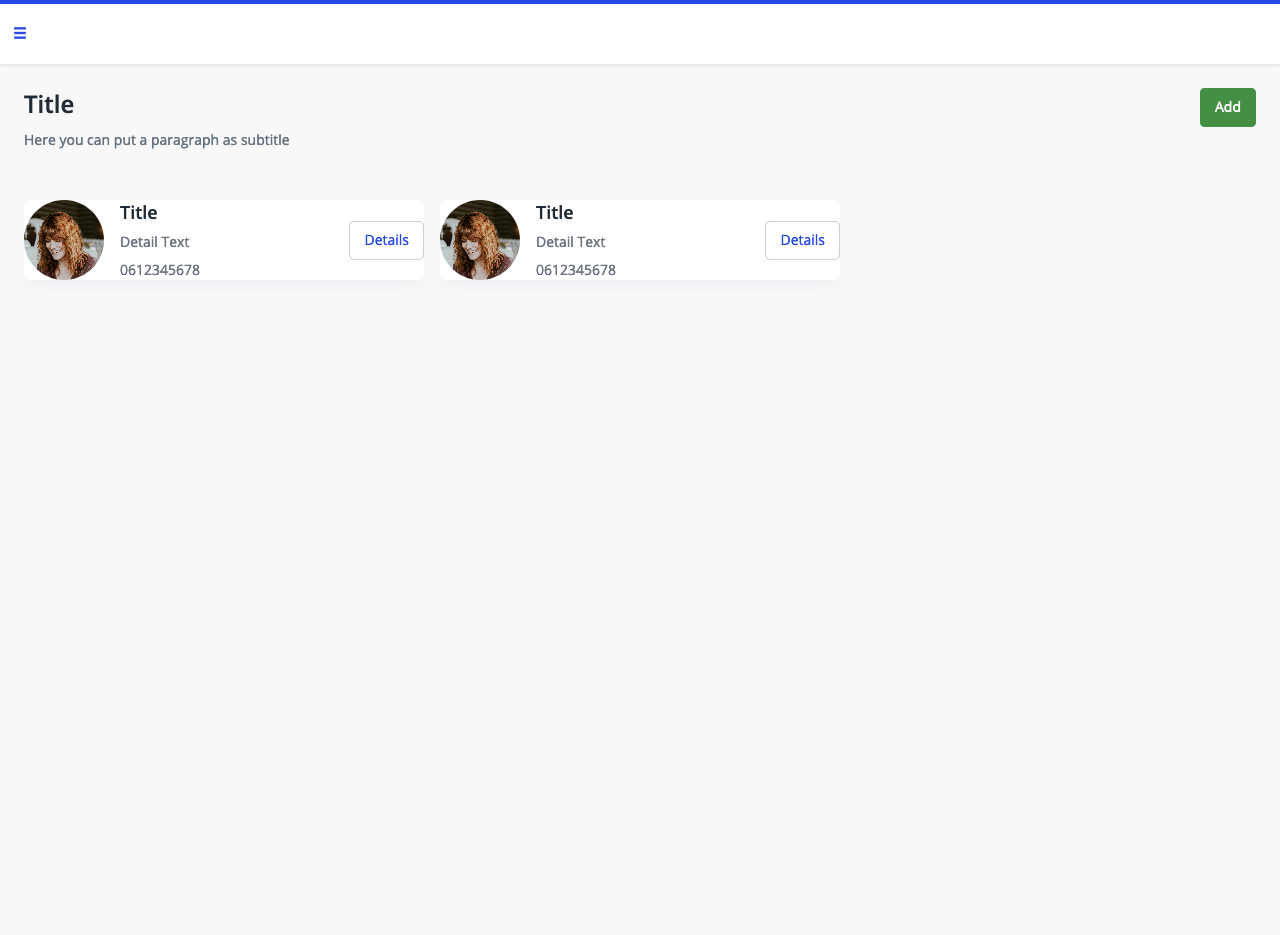 Title
Add
Here you can put a paragraph as subtitle
Title
Detail Text
0612345678
Details
Title
Detail Text
0612345678
Details